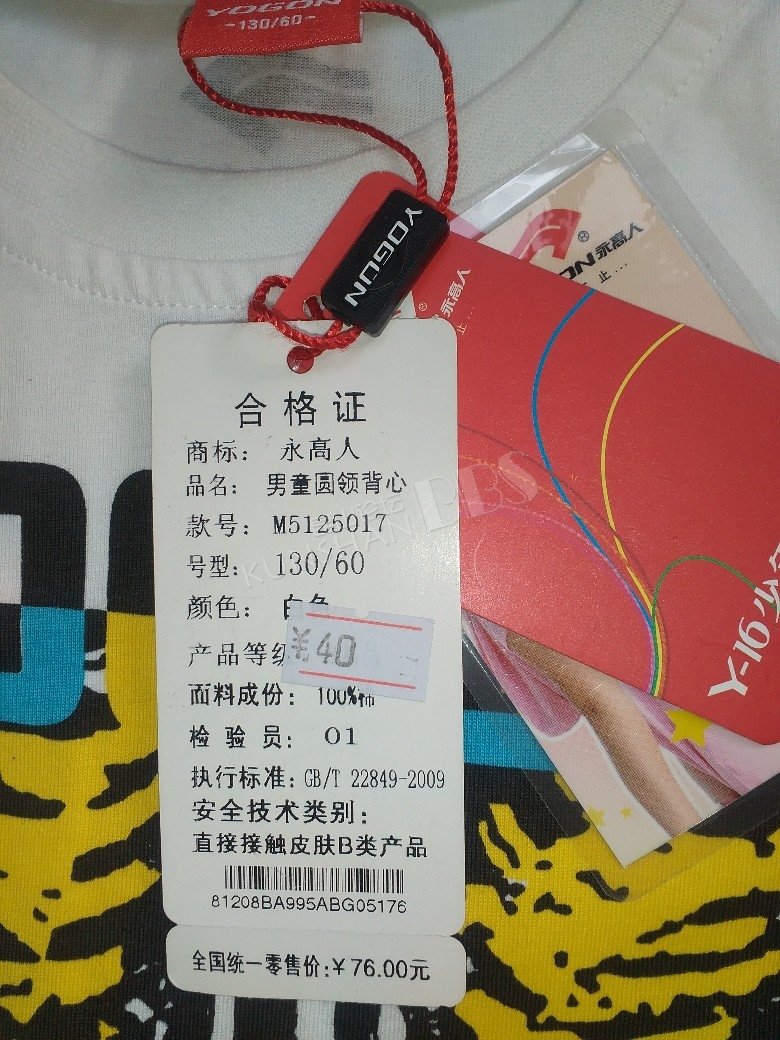 YOGUN
-130/60-
YOGUN
®永高人
止...
永高人
止...
合格证
商标: 永高人
品名: 男童圆领背心
款号: M5125017
号型: 130/60
颜色: 白色
¥40
产品等级
面料成份: 100%棉
检验员: 01
执行标准: GB/T 22849-2009
安全技术类别:
直接接触皮肤B类产品
81208BA995ABG05176
全国统一零售价:¥76.00元